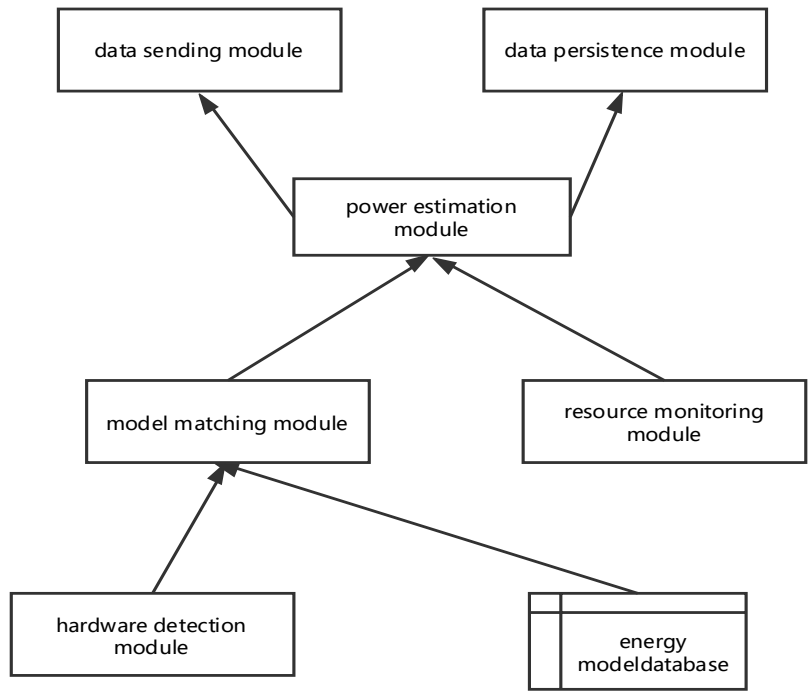 data sending module
data persistence module
power estimation
module
model matching module
resource monitoring
module
hardware detection
module
energy
modeldatabase